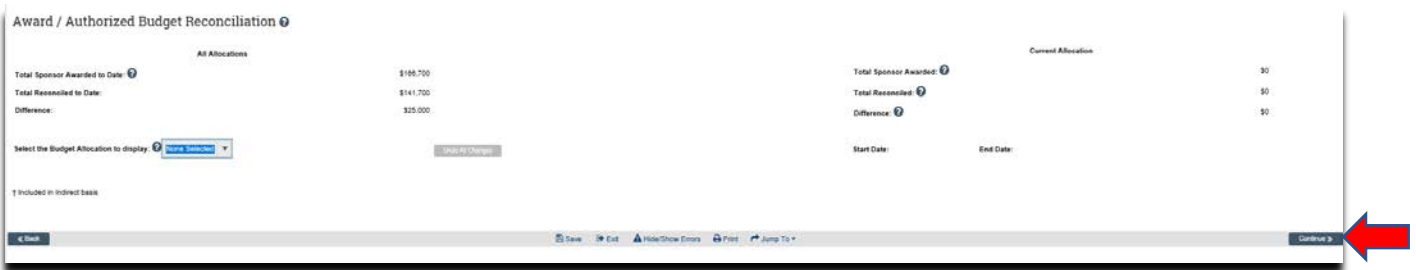 Award / Authorized Budget Reconciliation
All Allocations
Current Allocation
Total Sponsor Awarded to Date: $166,700
Total Sponsor Awarded: $0
Total Reconciled to Date: $141,700
Total Reconciled: $0
Difference: $25,000
Difference: $0
Select the Budget Allocation to display: None Selected
Undo All Changes
Start Date: End Date:
† Included in Indirect basis
Back
Save Exit Hide/Show Errors Print Jump To
Continue